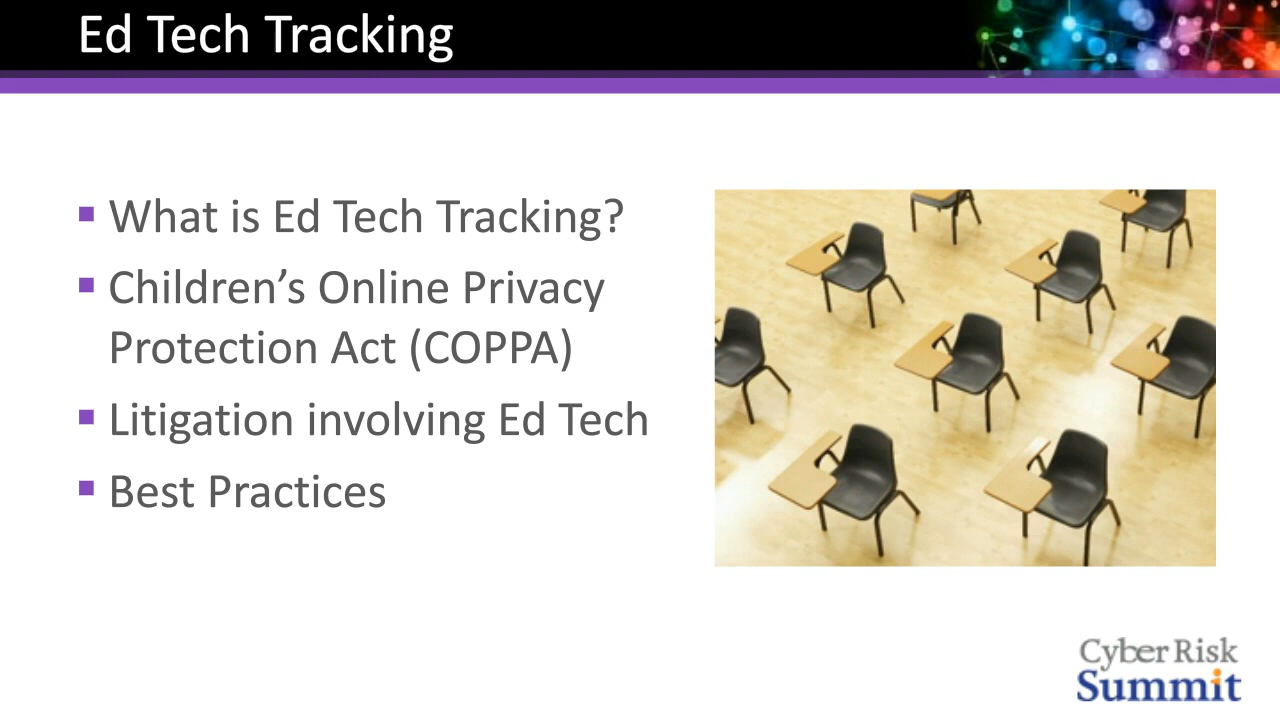 Ed Tech Tracking
What is Ed Tech Tracking?
Children’s Online Privacy
Protection Act (COPPA)
Litigation involving Ed Tech
Best Practices
Cyber Risk
Summit